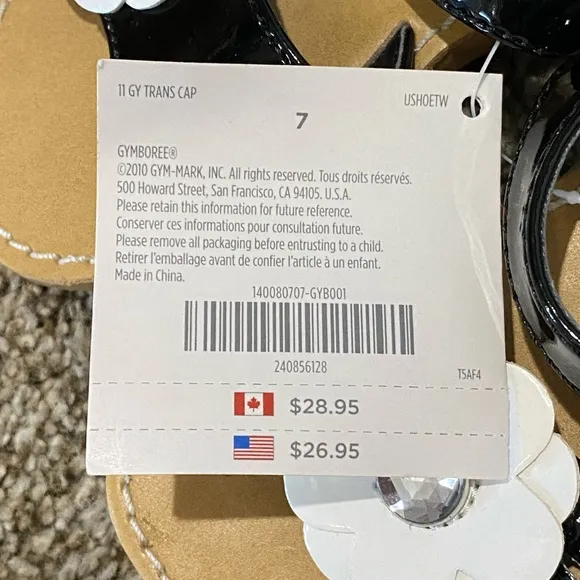 11 GY TRANS CAP USHOETW
7
GYMBOREE®
©2010 GYM-MARK, INC. All rights reserved. Tous droits réservés.
500 Howard Street, San Francisco, CA 94105. U.S.A.
Please retain this information for future reference.
Conserver ces informations pour consultation future.
Please remove all packaging before entrusting to a child.
Retirer l'emballage avant de confier l'article à un enfant.
Made in China.
140080707-GYB001
240856128
T5AF4
$28.95
$26.95